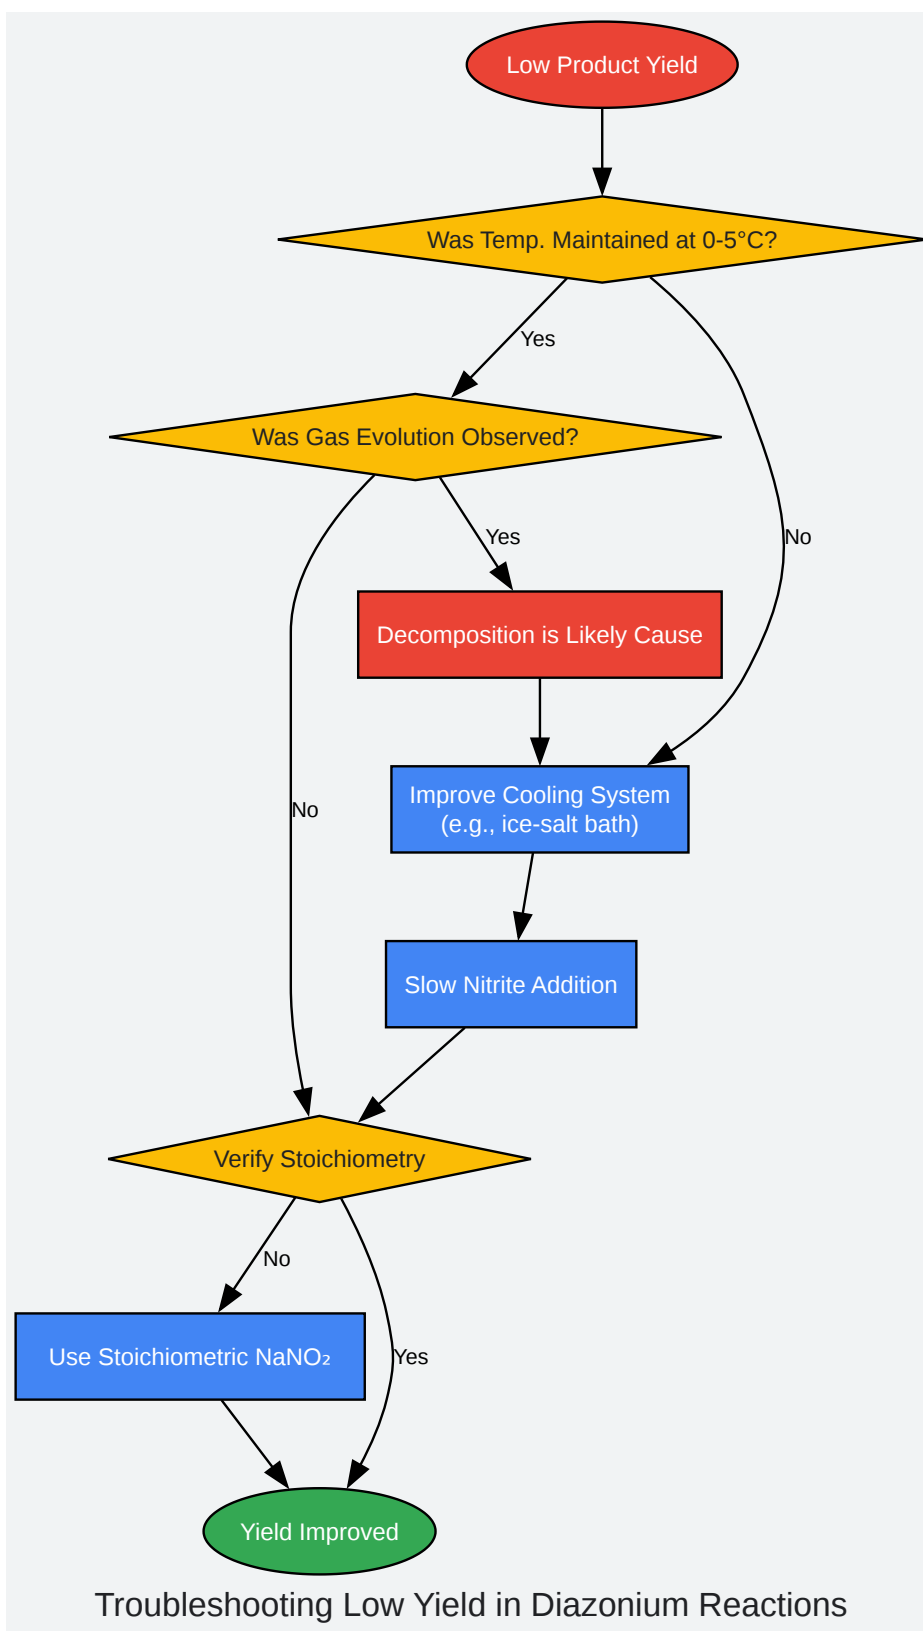 Low Product Yield
Was Temp. Maintained at 0-5°C?
Yes
Was Gas Evolution Observed?
Yes
No
Decomposition is Likely Cause
Improve Cooling System
(e.g., ice-salt bath)
No
Slow Nitrite Addition
Verify Stoichiometry
No
Use Stoichiometric NaNO₂
Yes
Yield Improved
Troubleshooting Low Yield in Diazonium Reactions